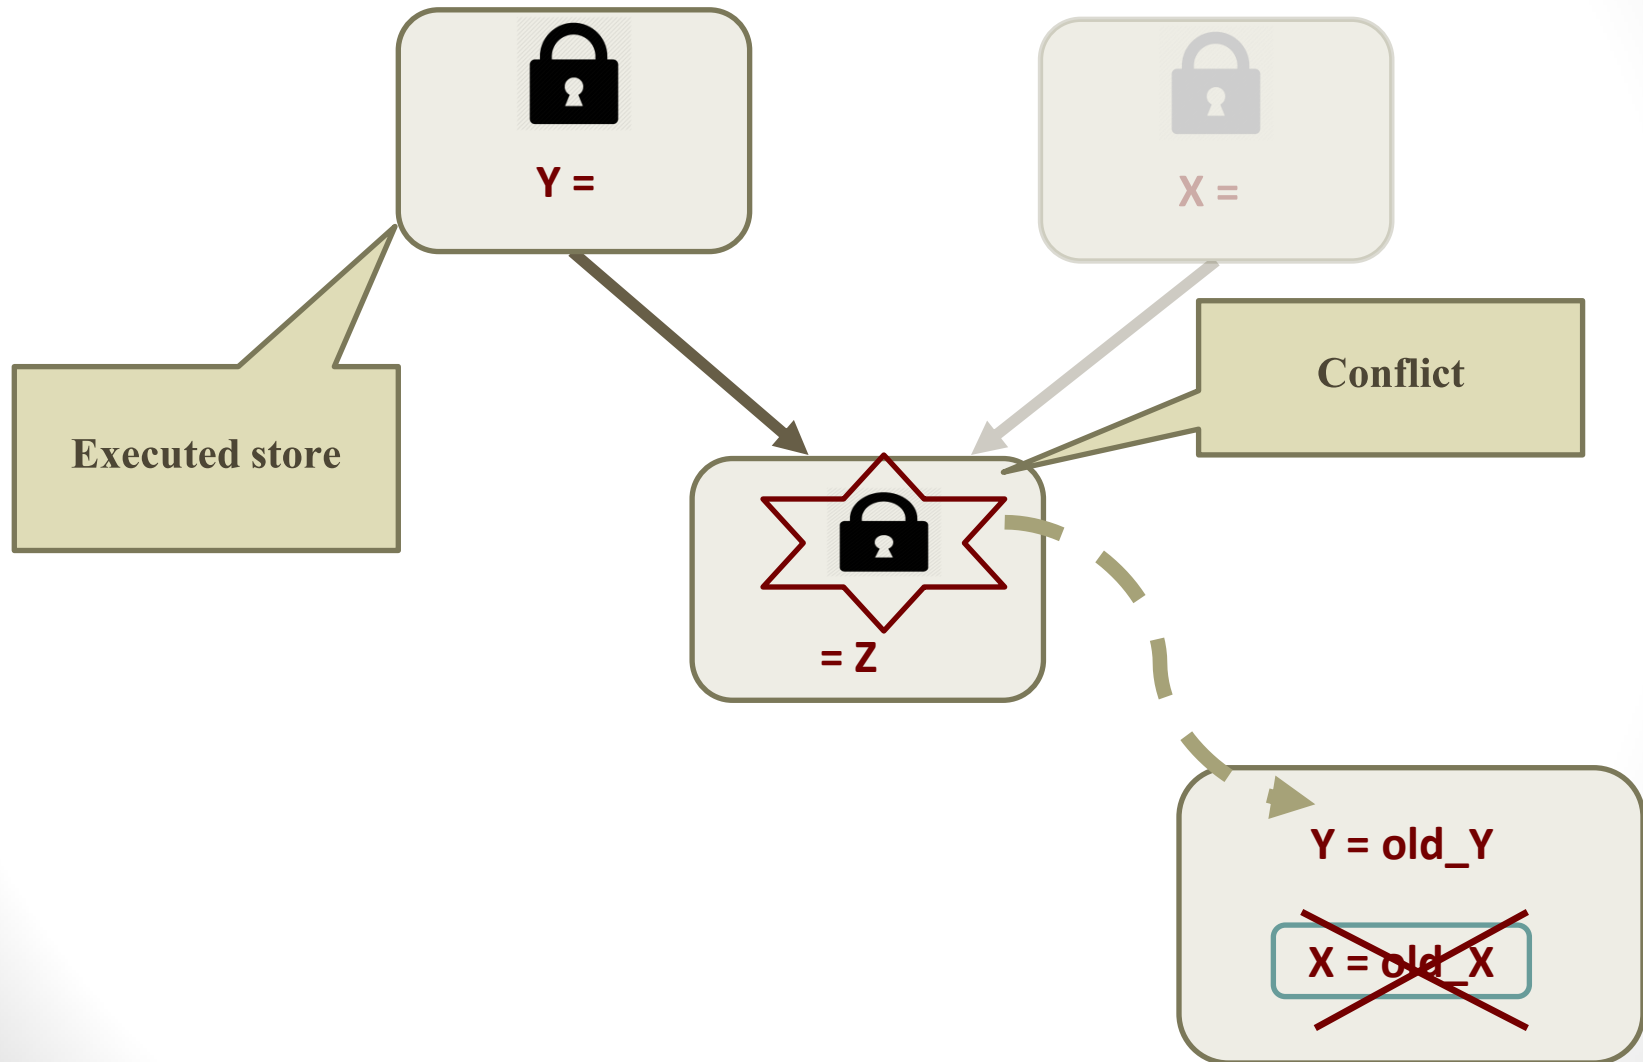 Y =
X =
Conflict
Executed store
= Z
Y = old_Y
X = old_X